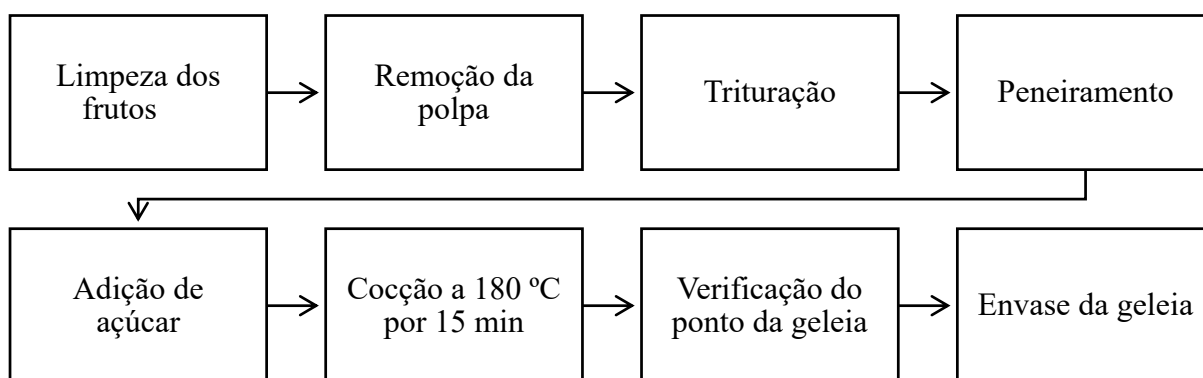 Limpeza dos
frutos
Remoção da
polpa
Trituração
Peneiramento
Adição de
açúcar
Cocção a 180 ºC
por 15 min
Verificação do
ponto da geleia
Envase da geleia